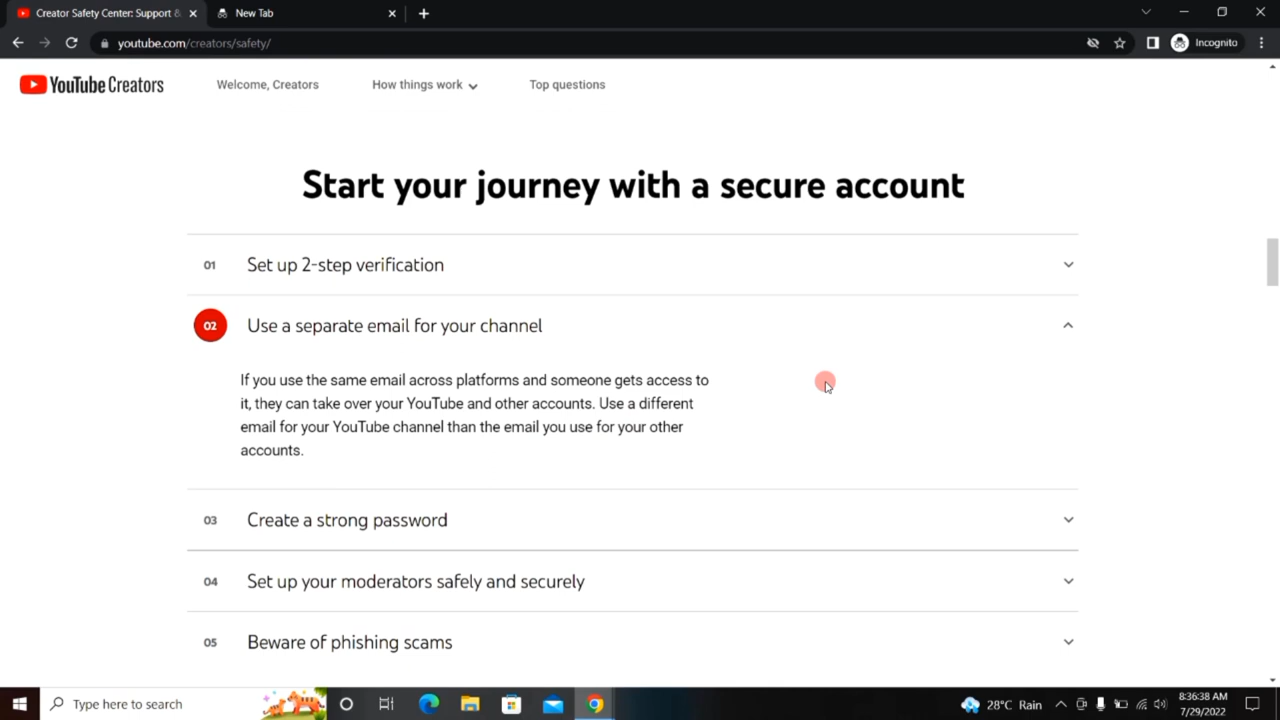 Creator Safety Center: Support &
New Tab
youtube.com/creators/safety/
Incognito
YouTube Creators
Welcome, Creators
How things work
Top questions
Start your journey with a secure account
01 Set up 2-step verification
02 Use a separate email for your channel
If you use the same email across platforms and someone gets access to
it, they can take over your YouTube and other accounts. Use a different
email for your YouTube channel than the email you use for your other
accounts.
03 Create a strong password
04 Set up your moderators safely and securely
05 Beware of phishing scams
Type here to search
28°C Rain
8:36:38 AM
7/29/2022